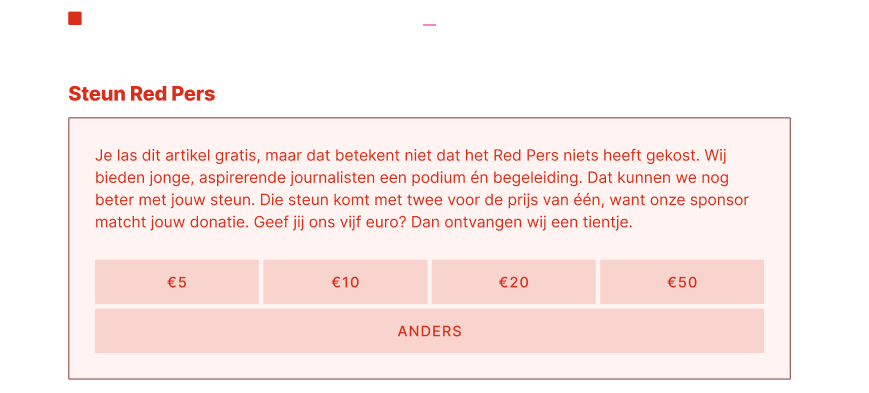 Steun Red Pers
Je las dit artikel gratis, maar dat betekent niet dat het Red Pers niets heeft gekost. Wij
bieden jonge, aspirerende journalisten een podium én begeleiding. Dat kunnen we nog
beter met jouw steun. Die steun komt met twee voor de prijs van één, want onze sponsor
matcht jouw donatie. Geef jij ons vijf euro? Dan ontvangen wij een tientje.
€5 €10 €20 €50
ANDERS